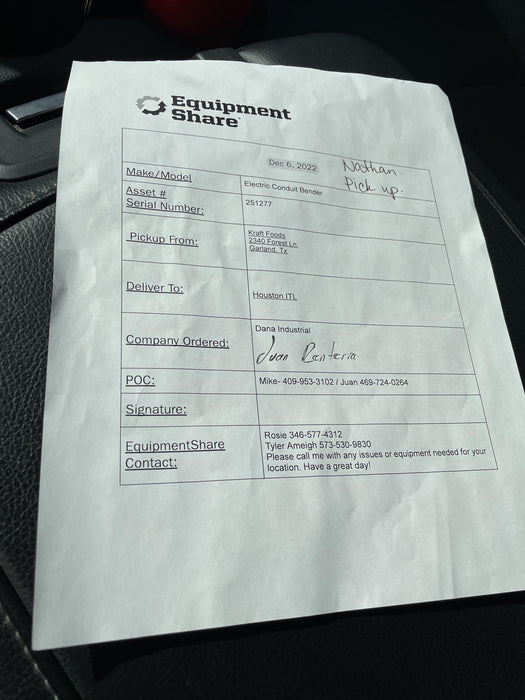 Equipment
Share
Dec 6, 2022
Nathan.
Pick up.
Make/Model
Electric Conduit Bender
Asset #
Serial Number:
251277
Pickup From:
Kraft Foods
2340 Forest Ln.
Garland, Tx
Deliver To:
Houston ITL
Company Ordered:
Dana Industrial
Juan Renteria
POC:
Mike- 409-953-3102 / Juan 469-724-0264
Signature:
EquipmentShare
Contact:
Rosie 346-577-4312
Tyler Ameigh 573-530-9830
Please call me with any issues or equipment needed for your
location. Have a great day!